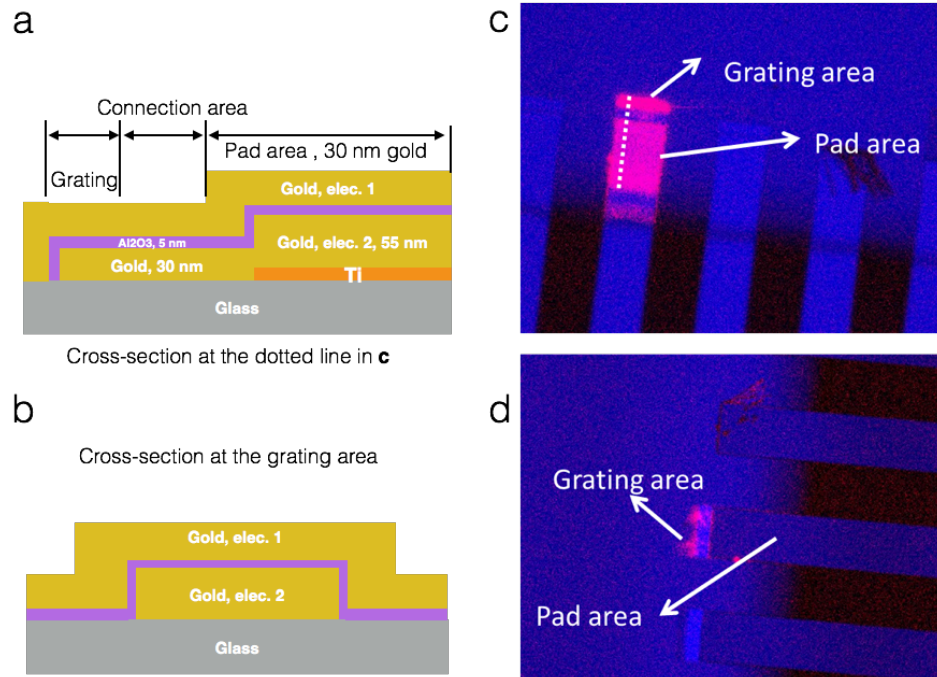 a
Connection area
Pad area , 30 nm gold
Grating
Gold, elec. 1
Al2O3, 5 nm
Gold, elec. 2, 55 nm
Gold, 30 nm
Ti
Glass
Cross-section at the dotted line in c
b
Cross-section at the grating area
Gold, elec. 1
Gold, elec. 2
Glass
c
Grating area
Pad area
d
Grating area
Pad area